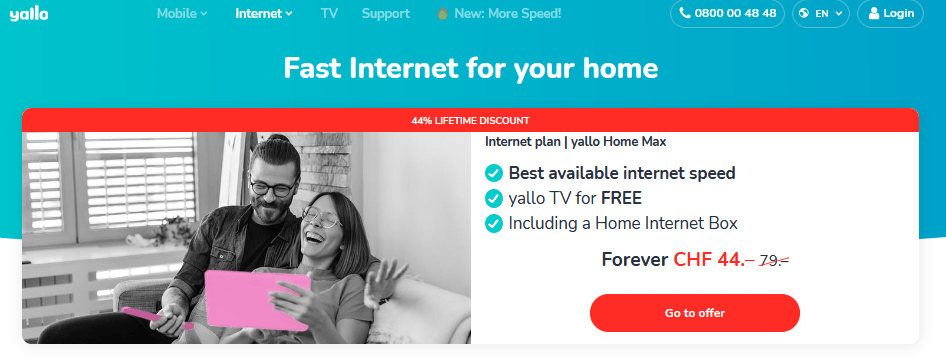 yallo
Mobile
Internet
TV
Support
New: More Speed!
0800 00 48 48
EN
Login
Fast Internet for your home
44% LIFETIME DISCOUNT
Internet plan | yallo Home Max
Best available internet speed
yallo TV for FREE
Including a Home Internet Box
Forever CHF 44.– 79.–
Go to offer